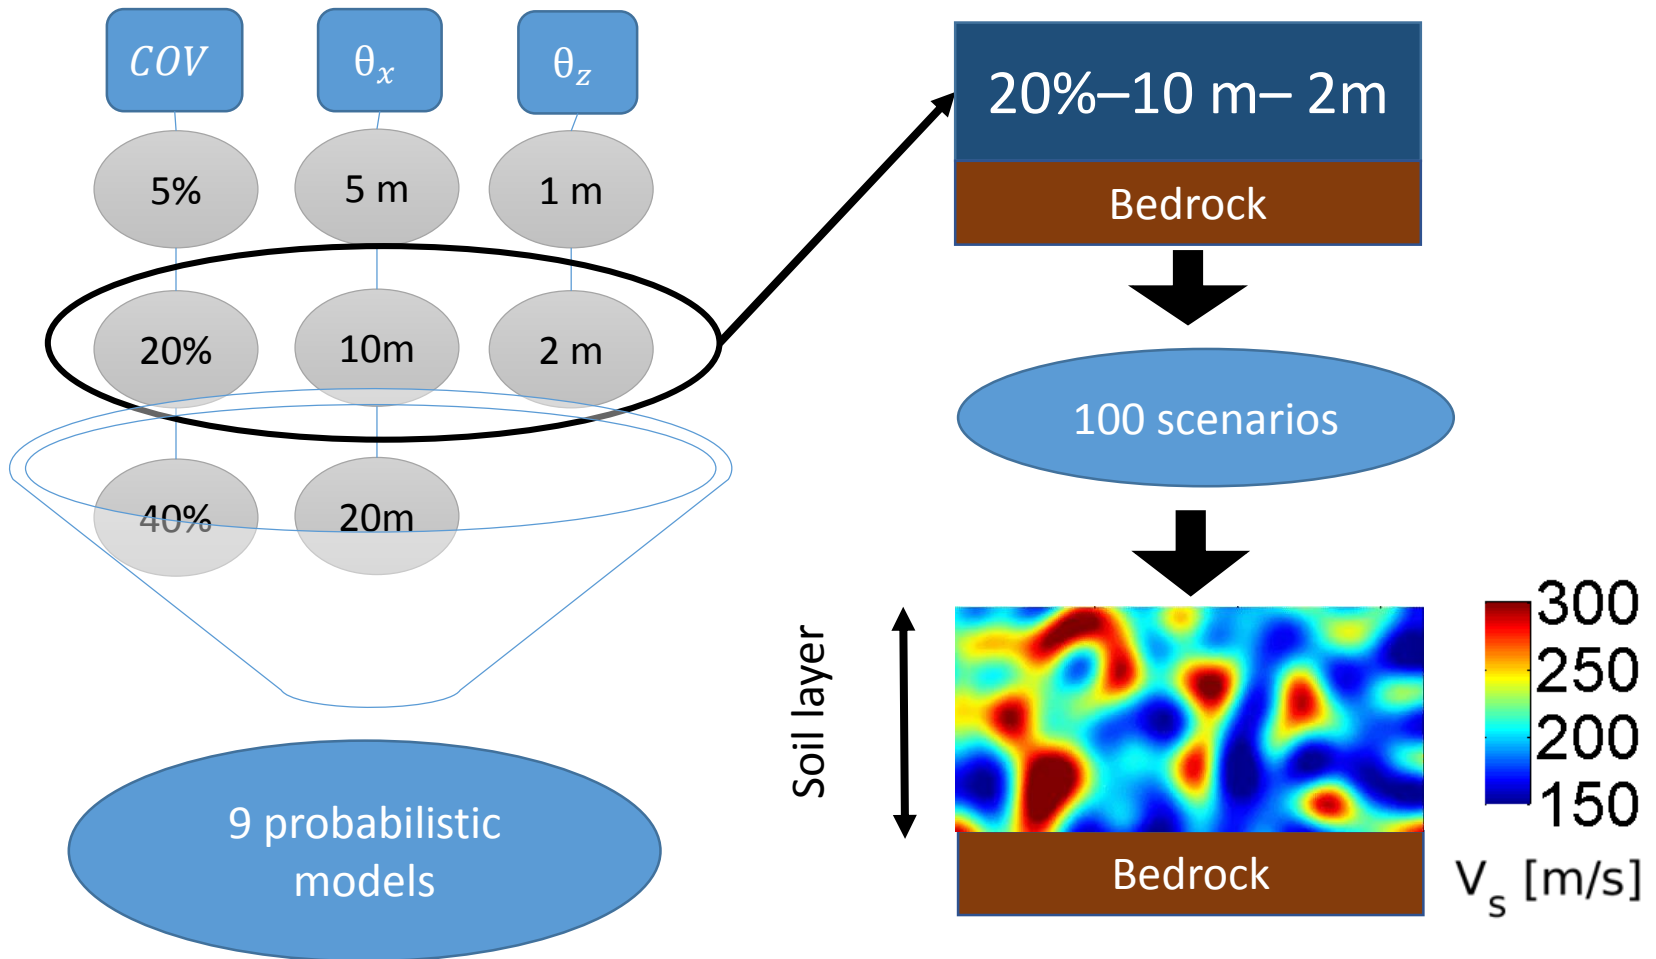 COV θx θz
5% 5 m 1 m
20% 10m 2 m
40% 20m
9 probabilistic
models
20%–10 m– 2m
Bedrock
100 scenarios
Soil layer
300
250
200
150
Bedrock
Vs [m/s]